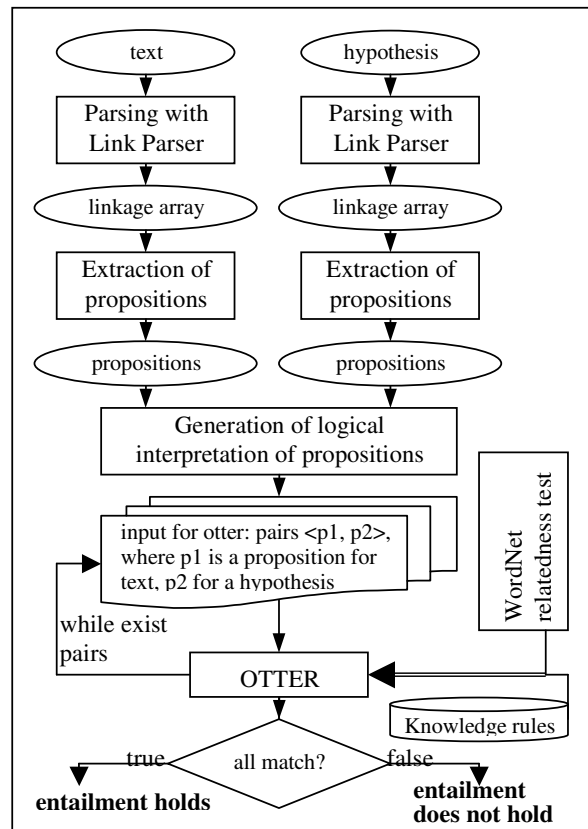 text
hypothesis
Parsing with
Link Parser
Parsing with
Link Parser
linkage array
linkage array
Extraction of
propositions
Extraction of
propositions
propositions
propositions
Generation of logical
interpretation of propositions
input for otter: pairs <p1, p2>,
where p1 is a proposition for
text, p2 for a hypothesis
WordNet
relatedness test
while exist
pairs
OTTER
Knowledge rules
all match?
true
false
entailment holds
entailment
does not hold